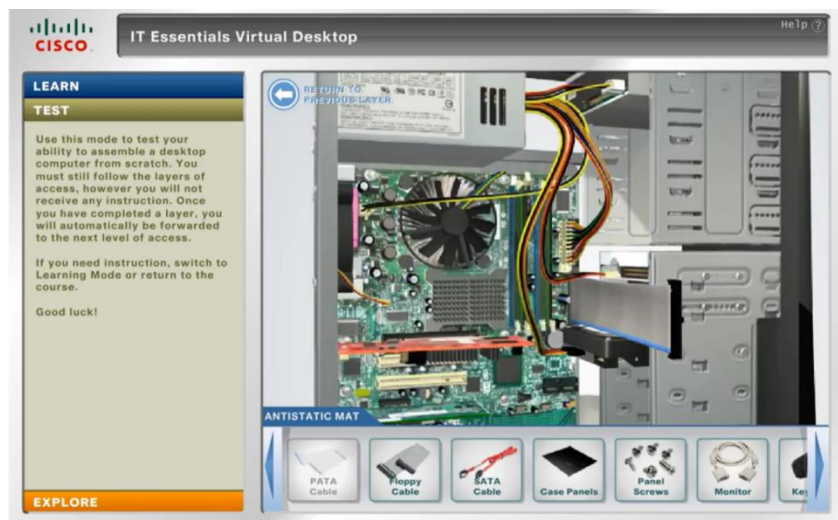 Help ?
CISCO
IT Essentials Virtual Desktop
LEARN
TEST
Use this mode to test your
ability to assemble a desktop
computer from scratch. You
must still follow the layers of
access, however you will not
receive any instruction. Once
you have completed a layer, you
will automatically be forwarded
to the next level of access.
If you need instruction, switch to
Learning Mode or return to the
course.
Good luck!
EXPLORE
RETURN TO
PREVIOUS LAYER
ANTISTATIC MAT
PATA
Cable
Floppy
Cable
SATA
Cable
Case Panels
Panel
Screws
Monitor